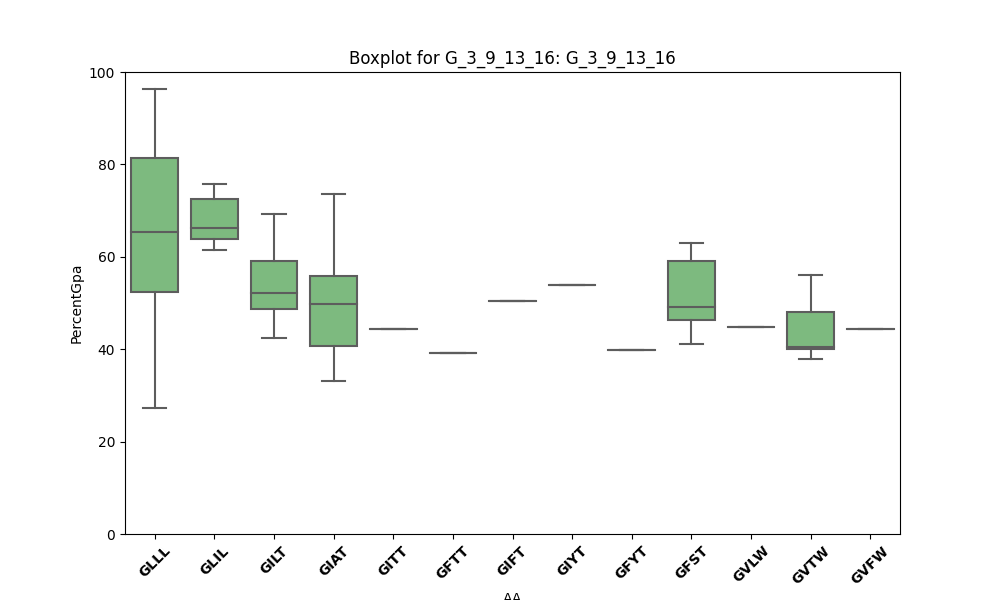 Boxplot for G_3_9_13_16: G_3_9_13_16
100
80
60
40
20
0
PercentGpa
GLLL GLIL GILT GIAT GITT GFTT GIFT GIYT GFYT GFST GVLW GVTW GVFW
AA